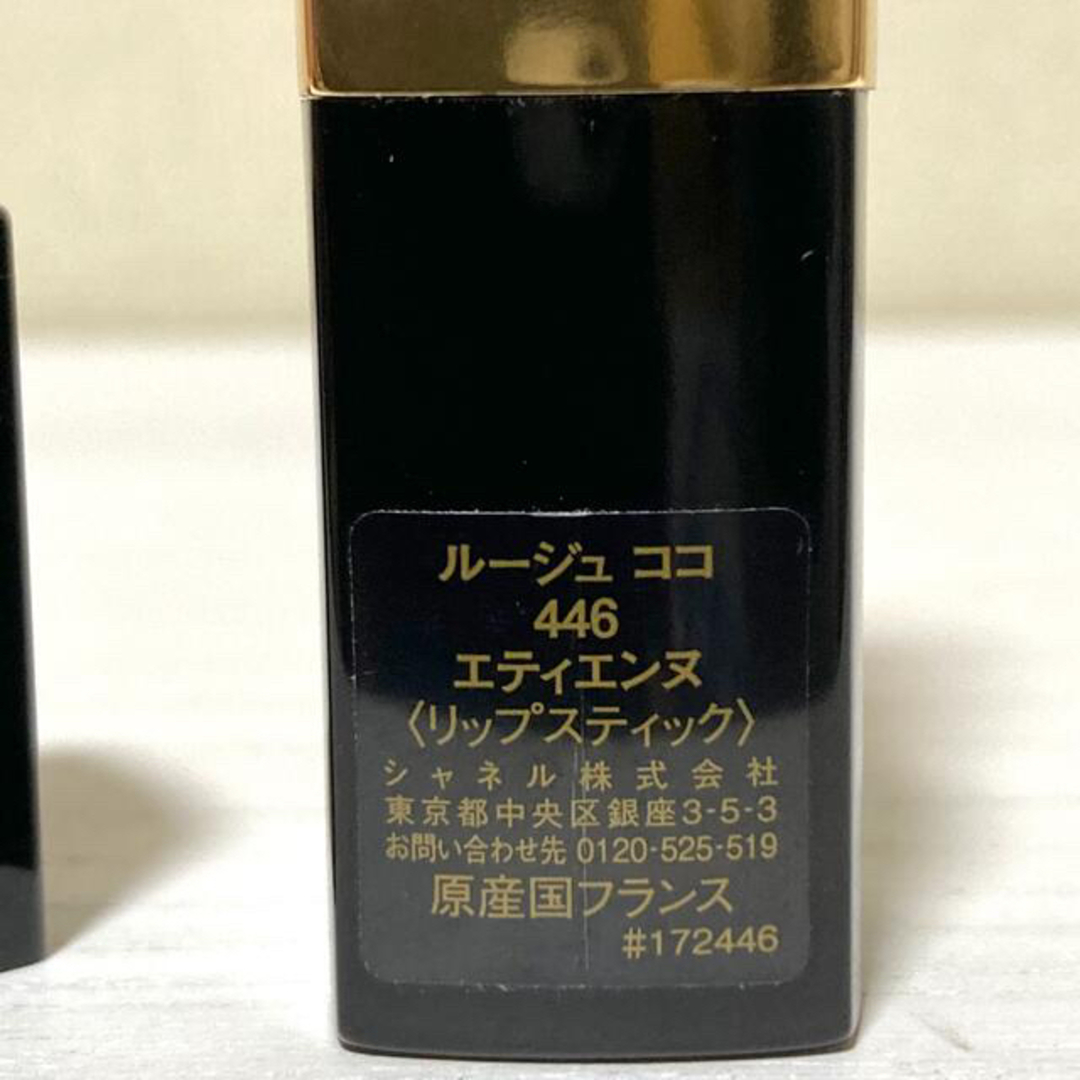 ルージュ ココ
446
エティエンヌ
〈リップスティック〉
シャネル株式会社
東京都中央区銀座3-5-3
お問い合わせ先 0120-525-519
原産国フランス
#172446